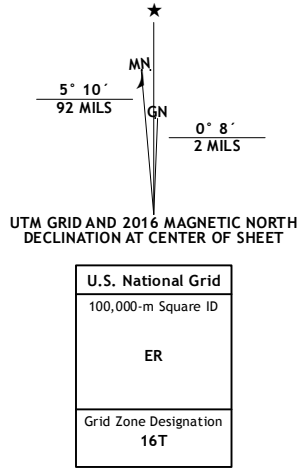 ★
MN.
5° 10´
92 MILS
GN
0° 8´
2 MILS
UTM GRID AND 2016 MAGNETIC NORTH
DECLINATION AT CENTER OF SHEET
U.S. National Grid
100,000-m Square ID
ER
Grid Zone Designation
16T